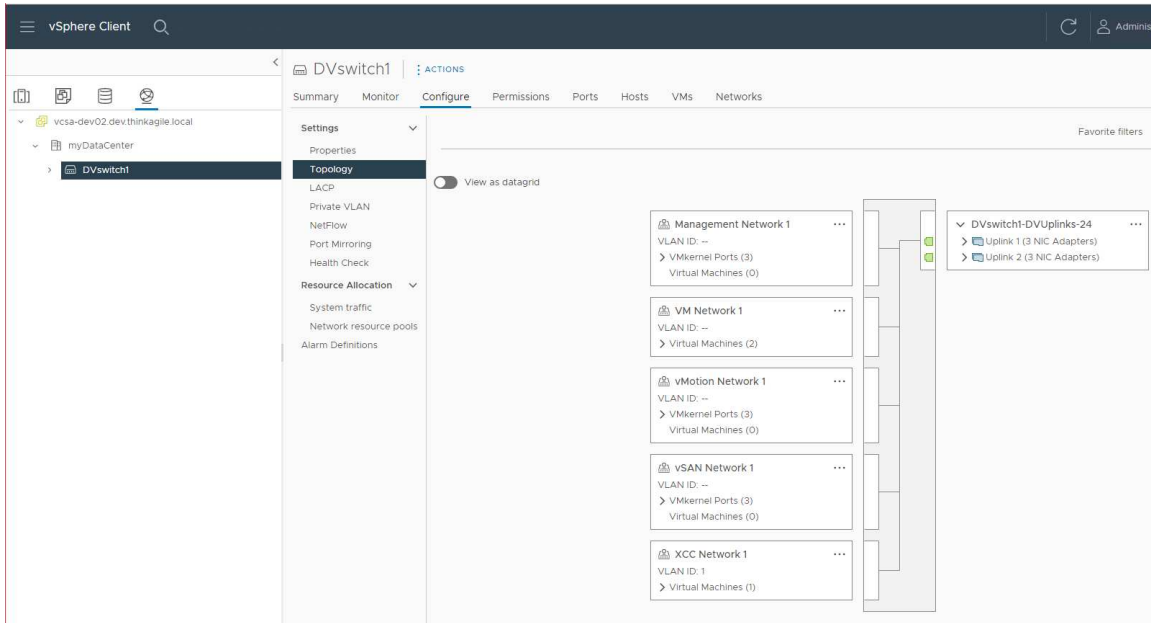 vSphere Client
Adminis
DVswitch1
ACTIONS
Summary Monitor Configure Permissions Ports Hosts VMs Networks
vcsa-dev02.dev.thinkagile.local
myDataCenter
DVswitch1
Settings
Properties
Topology
LACP
Private VLAN
NetFlow
Port Mirroring
Health Check
Resource Allocation
System traffic
Network resource pools
Alarm Definitions
Favorite filters
View as datagrid
Management Network 1 ...
VLAN ID: --
VMkernel Ports (3)
Virtual Machines (0)
VM Network 1 ...
VLAN ID: --
Virtual Machines (2)
vMotion Network 1 ...
VLAN ID: --
VMkernel Ports (3)
Virtual Machines (0)
vSAN Network 1 ...
VLAN ID: --
VMkernel Ports (3)
Virtual Machines (0)
XCC Network 1 ...
VLAN ID: 1
Virtual Machines (1)
DVswitch1-DVUplinks-24 ...
Uplink 1 (3 NIC Adapters)
Uplink 2 (3 NIC Adapters)